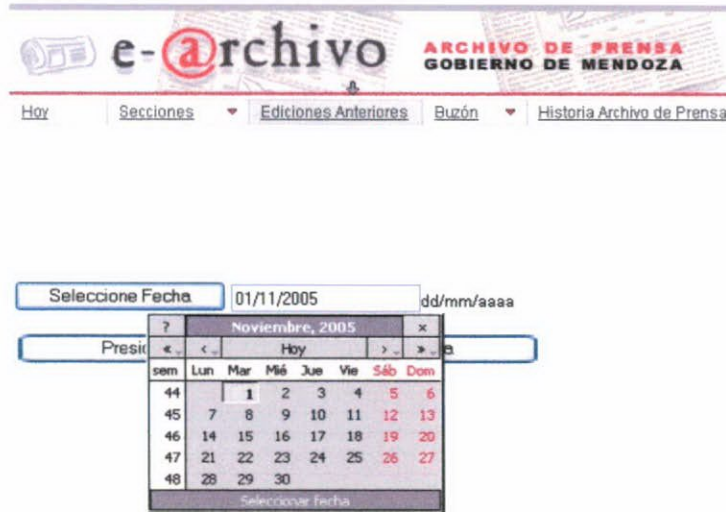 e-@rchivo
ARCHIVO DE PRENSA
GOBIERNO DE MENDOZA
Hoy Secciones Ediciones Anteriores Buzón Historia Archivo de Prensa
Seleccione Fecha 01/11/2005 dd/mm/aaaa
? Noviembre, 2005 ×
Presio « ‹ Hoy › » a
sem Lun Mar Mié Jue Vie Sáb Dom
44 1 2 3 4 5 6
45 7 8 9 10 11 12 13
46 14 15 16 17 18 19 20
47 21 22 23 24 25 26 27
48 28 29 30
Seleccionar fecha